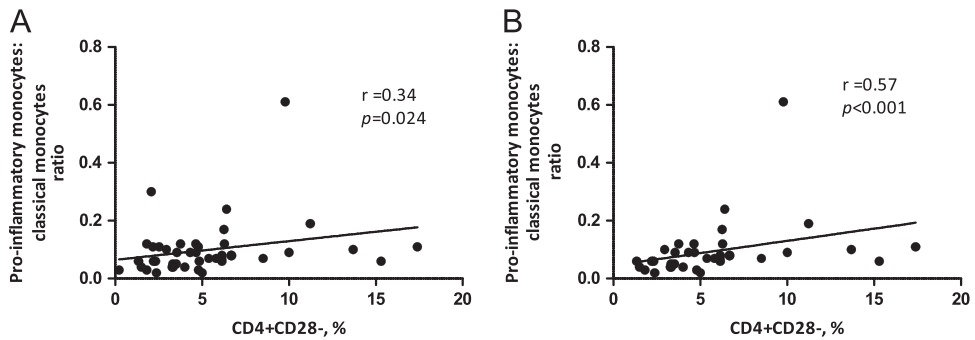 A
Pro-inflammatory monocytes:
classical monocytes
ratio
0.8
0.6
0.4
0.2
0.0
r =0.34
p=0.024
0
5
10
15
20
CD4+CD28-, %
B
Pro-inflammatory monocytes:
classical monocytes
ratio
0.8
0.6
0.4
0.2
0.0
r =0.57
p<0.001
0
5
10
15
20
CD4+CD28-, %